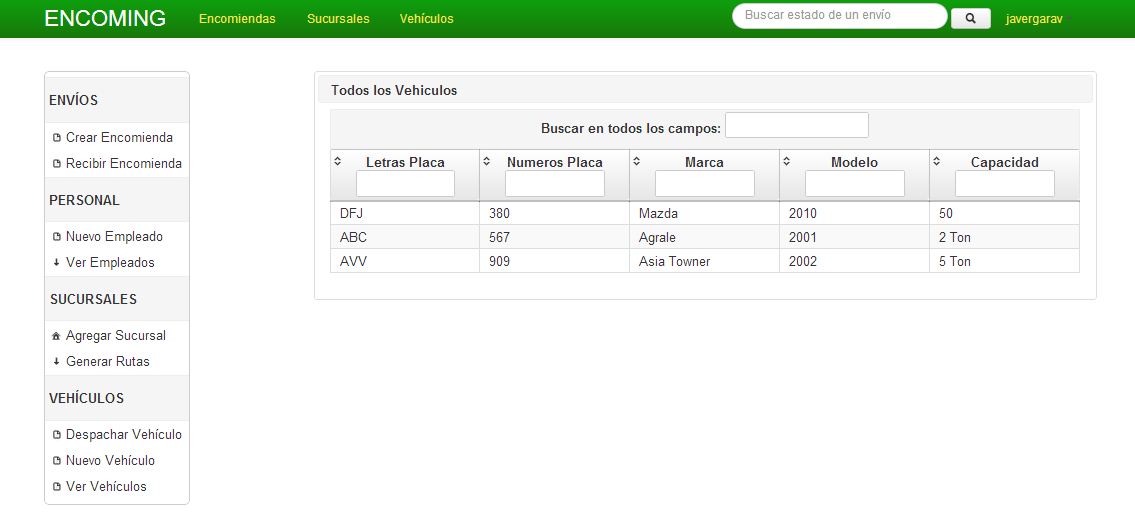 ENCOMING Encomiendas Sucursales Vehículos Buscar estado de un envío javergarav
ENVÍOS
Crear Encomienda
Recibir Encomienda
PERSONAL
Nuevo Empleado
Ver Empleados
SUCURSALES
Agregar Sucursal
Generar Rutas
VEHÍCULOS
Despachar Vehículo
Nuevo Vehículo
Ver Vehículos
Todos los Vehiculos
Buscar en todos los campos:
Letras Placa Numeros Placa Marca Modelo Capacidad
DFJ 380 Mazda 2010 50
ABC 567 Agrale 2001 2 Ton
AVV 909 Asia Towner 2002 5 Ton